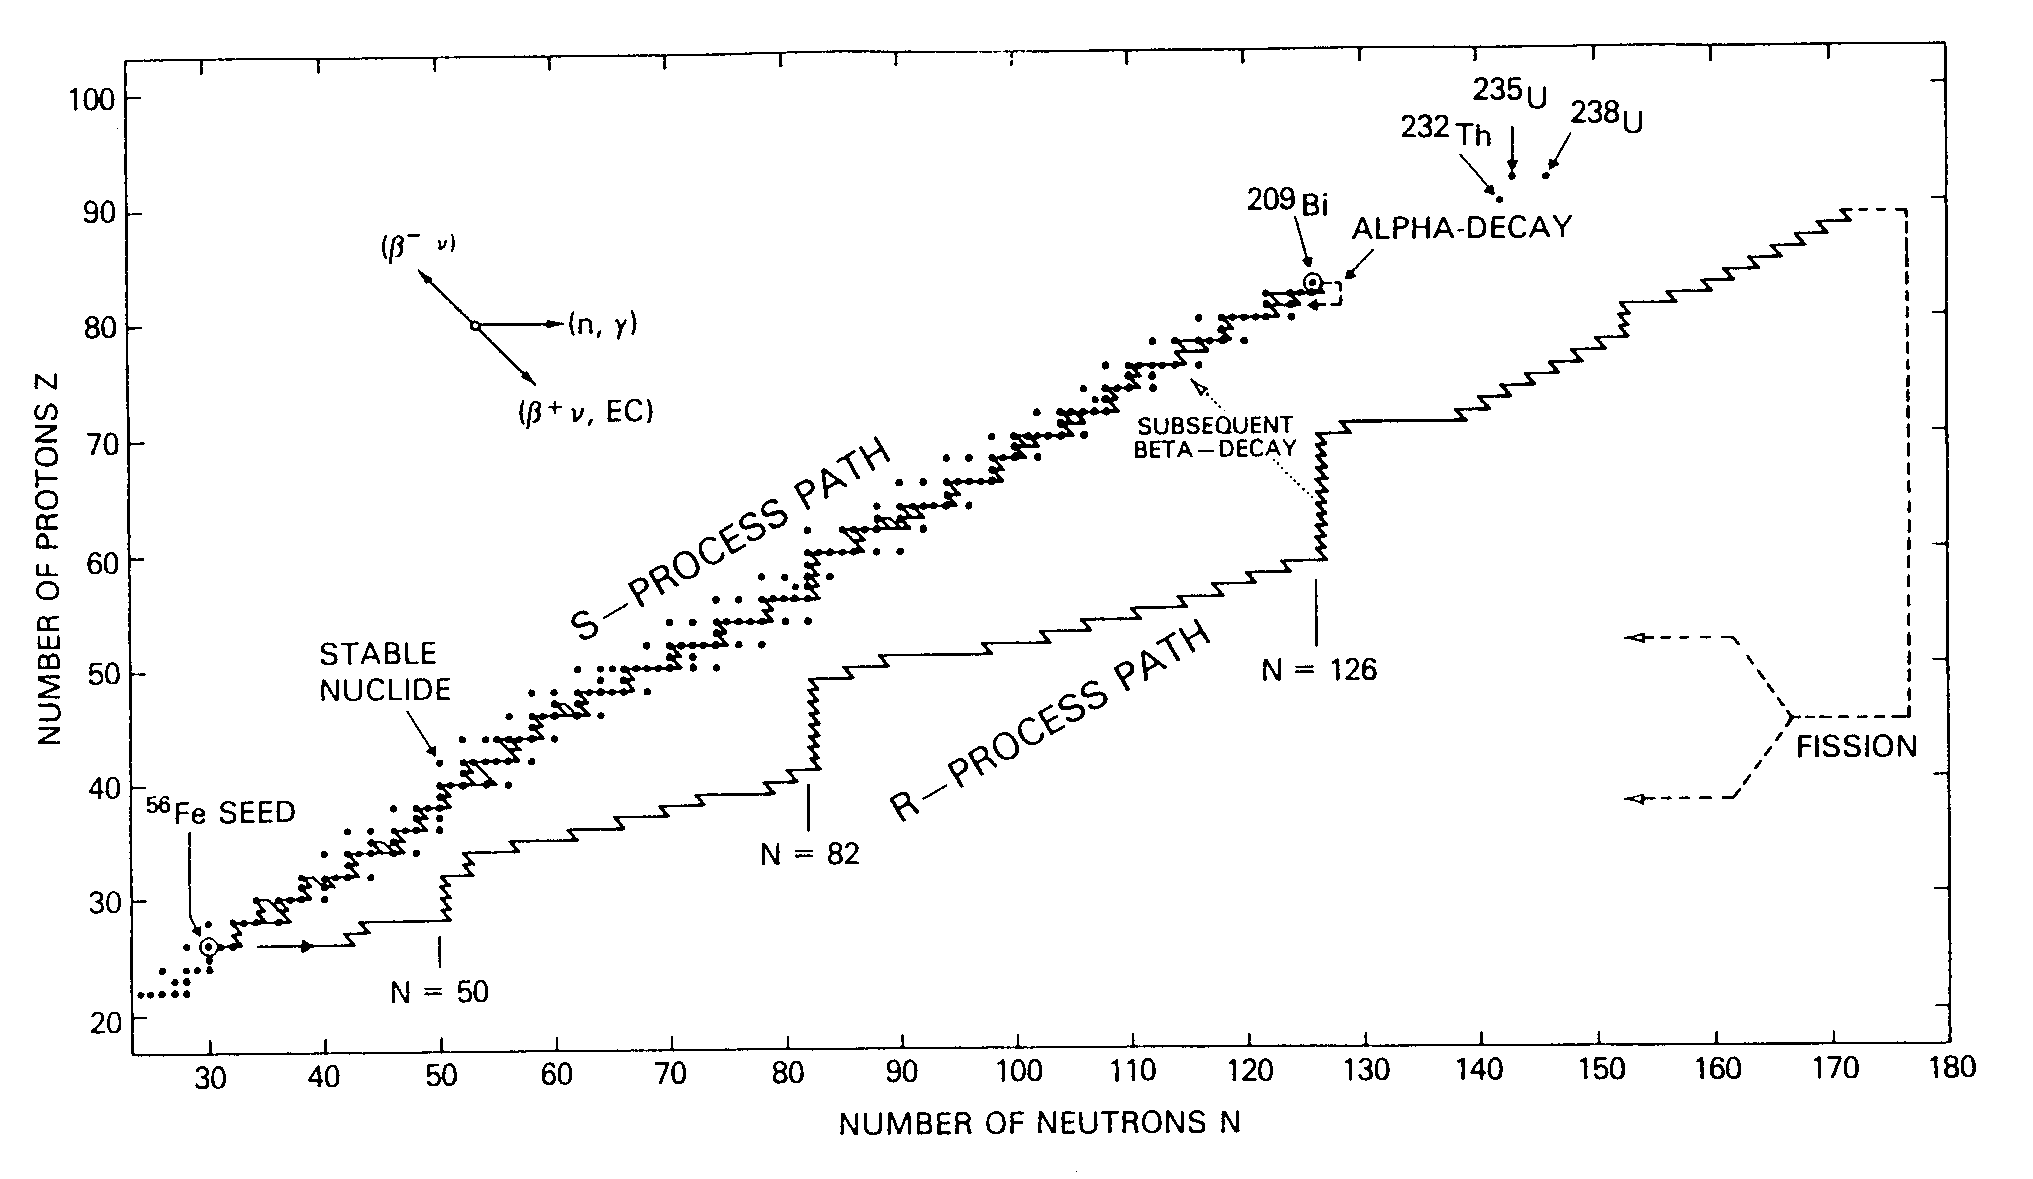 100
90
80
70
60
50
40
30
20
NUMBER OF PROTONS Z
235U
238U
232Th
209Bi
ALPHA-DECAY
(β− ν)
(n, γ)
(β+ ν, EC)
SUBSEQUENT
BETA—DECAY
S—PROCESS PATH
STABLE
NUCLIDE
N = 126
R—PROCESS PATH
FISSION
56Fe SEED
N = 82
N = 50
30 40 50 60 70 80 90 100 110 120 130 140 150 160 170 180
NUMBER OF NEUTRONS N